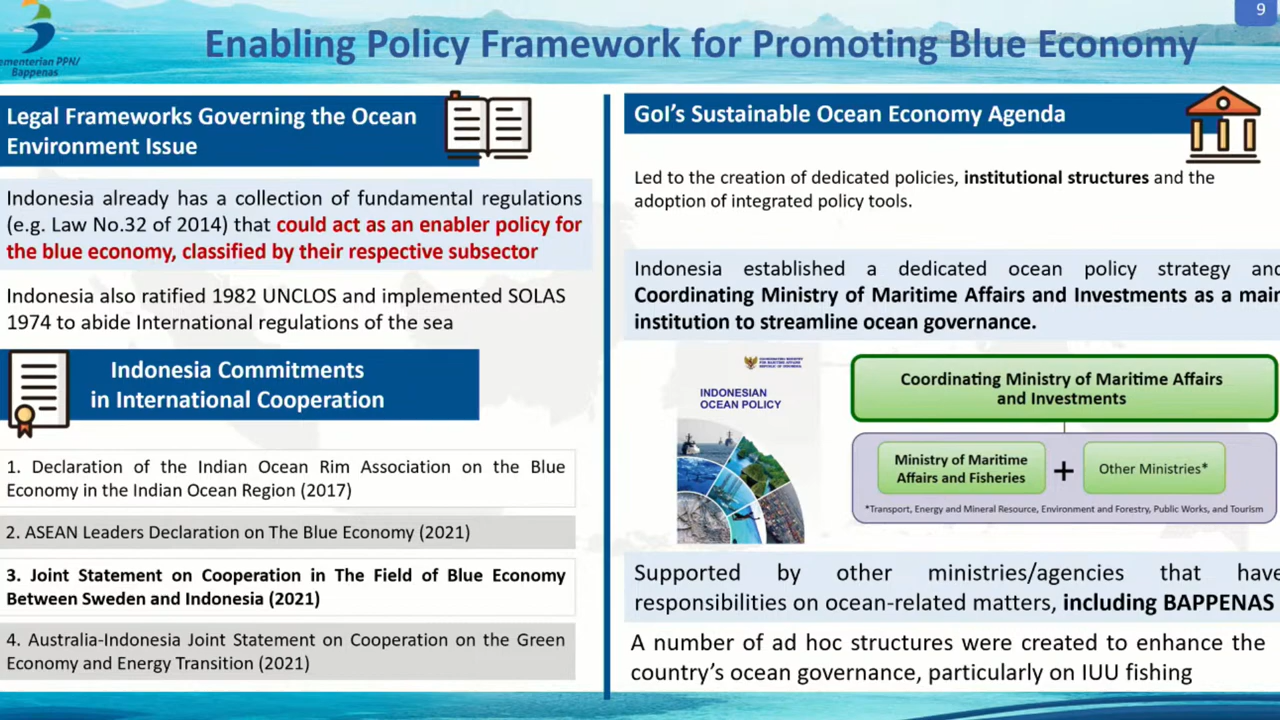 9
Enabling Policy Framework for Promoting Blue Economy
ementerian PPN/
Bappenas
Legal Frameworks Governing the Ocean
Environment Issue
Indonesia already has a collection of fundamental regulations
(e.g. Law No.32 of 2014) that could act as an enabler policy for
the blue economy, classified by their respective subsector
Indonesia also ratified 1982 UNCLOS and implemented SOLAS
1974 to abide International regulations of the sea
Indonesia Commitments
in International Cooperation
1. Declaration of the Indian Ocean Rim Association on the Blue
Economy in the Indian Ocean Region (2017)
2. ASEAN Leaders Declaration on The Blue Economy (2021)
3. Joint Statement on Cooperation in The Field of Blue Economy
Between Sweden and Indonesia (2021)
4. Australia-Indonesia Joint Statement on Cooperation on the Green
Economy and Energy Transition (2021)
GoI's Sustainable Ocean Economy Agenda
Led to the creation of dedicated policies, institutional structures and the
adoption of integrated policy tools.
Indonesia established a dedicated ocean policy strategy and
Coordinating Ministry of Maritime Affairs and Investments as a main
institution to streamline ocean governance.
COORDINATING MINISTRY
FOR MARITIME AFFAIRS
REPUBLIC OF INDONESIA
INDONESIAN
OCEAN POLICY
Coordinating Ministry of Maritime Affairs
and Investments
Ministry of Maritime
Affairs and Fisheries
+
Other Ministries*
*Transport, Energy and Mineral Resource, Environment and Forestry, Public Works, and Tourism
Supported by other ministries/agencies that have
responsibilities on ocean-related matters, including BAPPENAS
A number of ad hoc structures were created to enhance the
country's ocean governance, particularly on IUU fishing